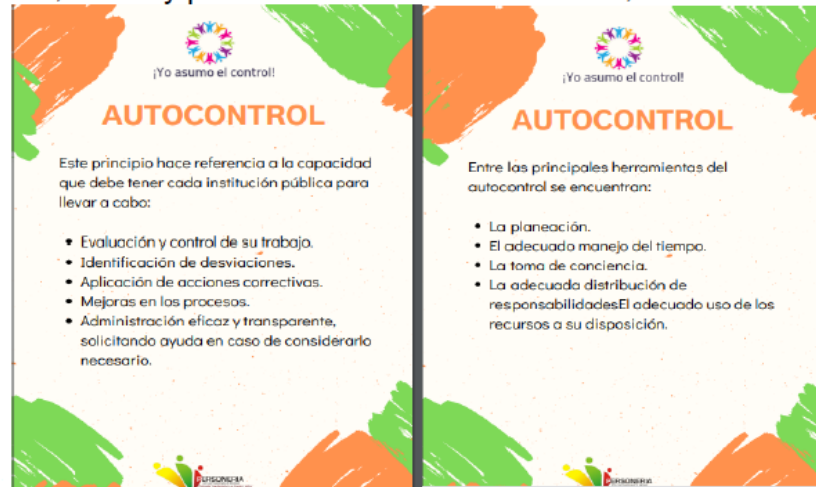 ¡Yo asumo el control!
AUTOCONTROL
Este principio hace referencia a la capacidad
que debe tener cada institución pública para
llevar a cabo:
• Evaluación y control de su trabajo.
• Identificación de desviaciones.
• Aplicación de acciones correctivas.
• Mejoras en los procesos.
• Administración eficaz y transparente,
solicitando ayuda en caso de considerarlo
necesario.
PERSONERIA
¡Yo asumo el control!
AUTOCONTROL
Entre las principales herramientas del
autocontrol se encuentran:
• La planeación.
• El adecuado manejo del tiempo.
• La toma de conciencia.
• La adecuada distribución de
responsabilidadesEl adecuado uso de los
recursos a su disposición.
PERSONERIA